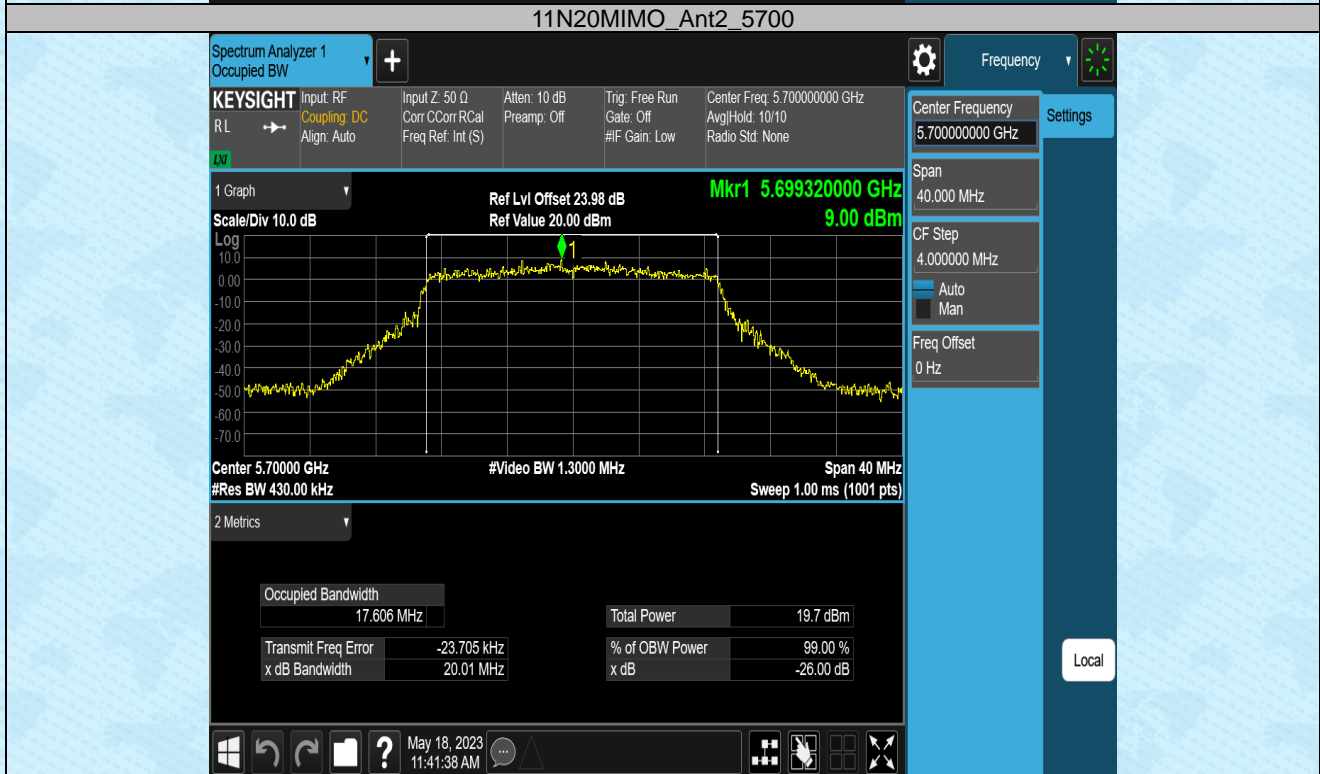 11N20MIMO_Ant2_5700
Spectrum Analyzer 1
Occupied BW
Frequency
KEYSIGHT
RL
LXI
Input: RF
Coupling: DC
Align: Auto
Input Z: 50 Ω
Corr CCorr RCal
Freq Ref: Int (S)
Atten: 10 dB
Preamp: Off
Trig: Free Run
Gate: Off
#IF Gain: Low
Center Freq: 5.700000000 GHz
Avg|Hold: 10/10
Radio Std: None
Center Frequency
5.700000000 GHz
Settings
Span
40.000 MHz
CF Step
4.000000 MHz
Auto
Man
Freq Offset
0 Hz
1 Graph
Scale/Div 10.0 dB
Ref Lvl Offset 23.98 dB
Ref Value 20.00 dBm
Mkr1 5.699320000 GHz
9.00 dBm
Log
10.0
0.00
-10.0
-20.0
-30.0
-40.0
-50.0
-60.0
-70.0
1
Center 5.70000 GHz
#Res BW 430.00 kHz
#Video BW 1.3000 MHz
Span 40 MHz
Sweep 1.00 ms (1001 pts)
2 Metrics
Occupied Bandwidth
17.606 MHz
Total Power 19.7 dBm
Transmit Freq Error -23.705 kHz
% of OBW Power 99.00 %
x dB Bandwidth 20.01 MHz
x dB -26.00 dB
Local
?
May 18, 2023
11:41:38 AM